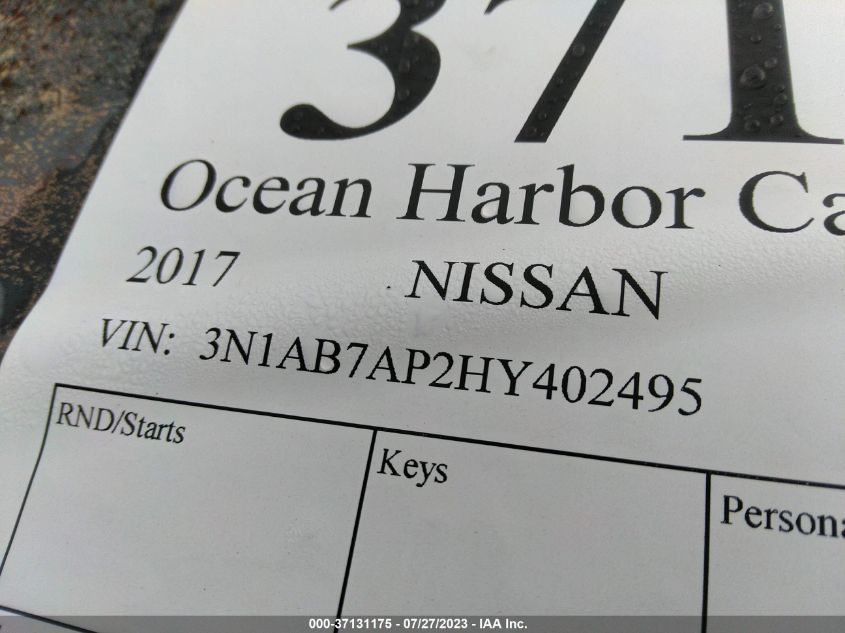 371
Ocean Harbor Ca
2017 NISSAN
VIN: 3N1AB7AP2HY402495
RND/Starts
Keys
Persona
000-37131175 - 07/27/2023 - IAA Inc.